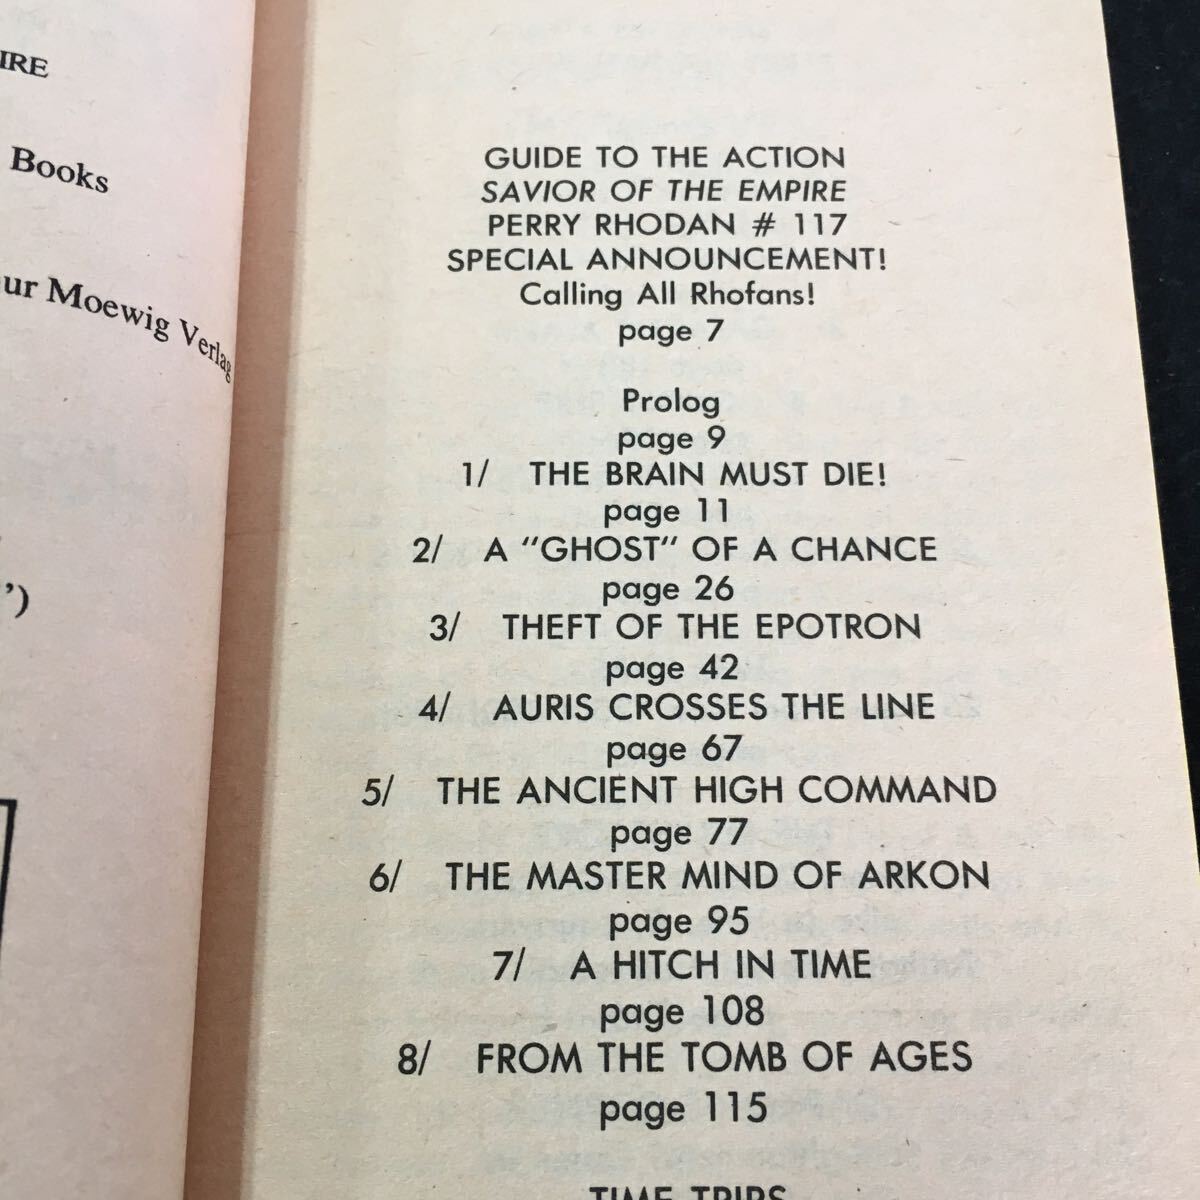 IRE
Books
ur Moewig Verlag
')
GUIDE TO THE ACTION
SAVIOR OF THE EMPIRE
PERRY RHODAN # 117
SPECIAL ANNOUNCEMENT!
Calling All Rhofans!
page 7
Prolog
page 9
1/ THE BRAIN MUST DIE!
page 11
2/ A "GHOST" OF A CHANCE
page 26
3/ THEFT OF THE EPOTRON
page 42
4/ AURIS CROSSES THE LINE
page 67
5/ THE ANCIENT HIGH COMMAND
page 77
6/ THE MASTER MIND OF ARKON
page 95
7/ A HITCH IN TIME
page 108
8/ FROM THE TOMB OF AGES
page 115
TIME TRIPS